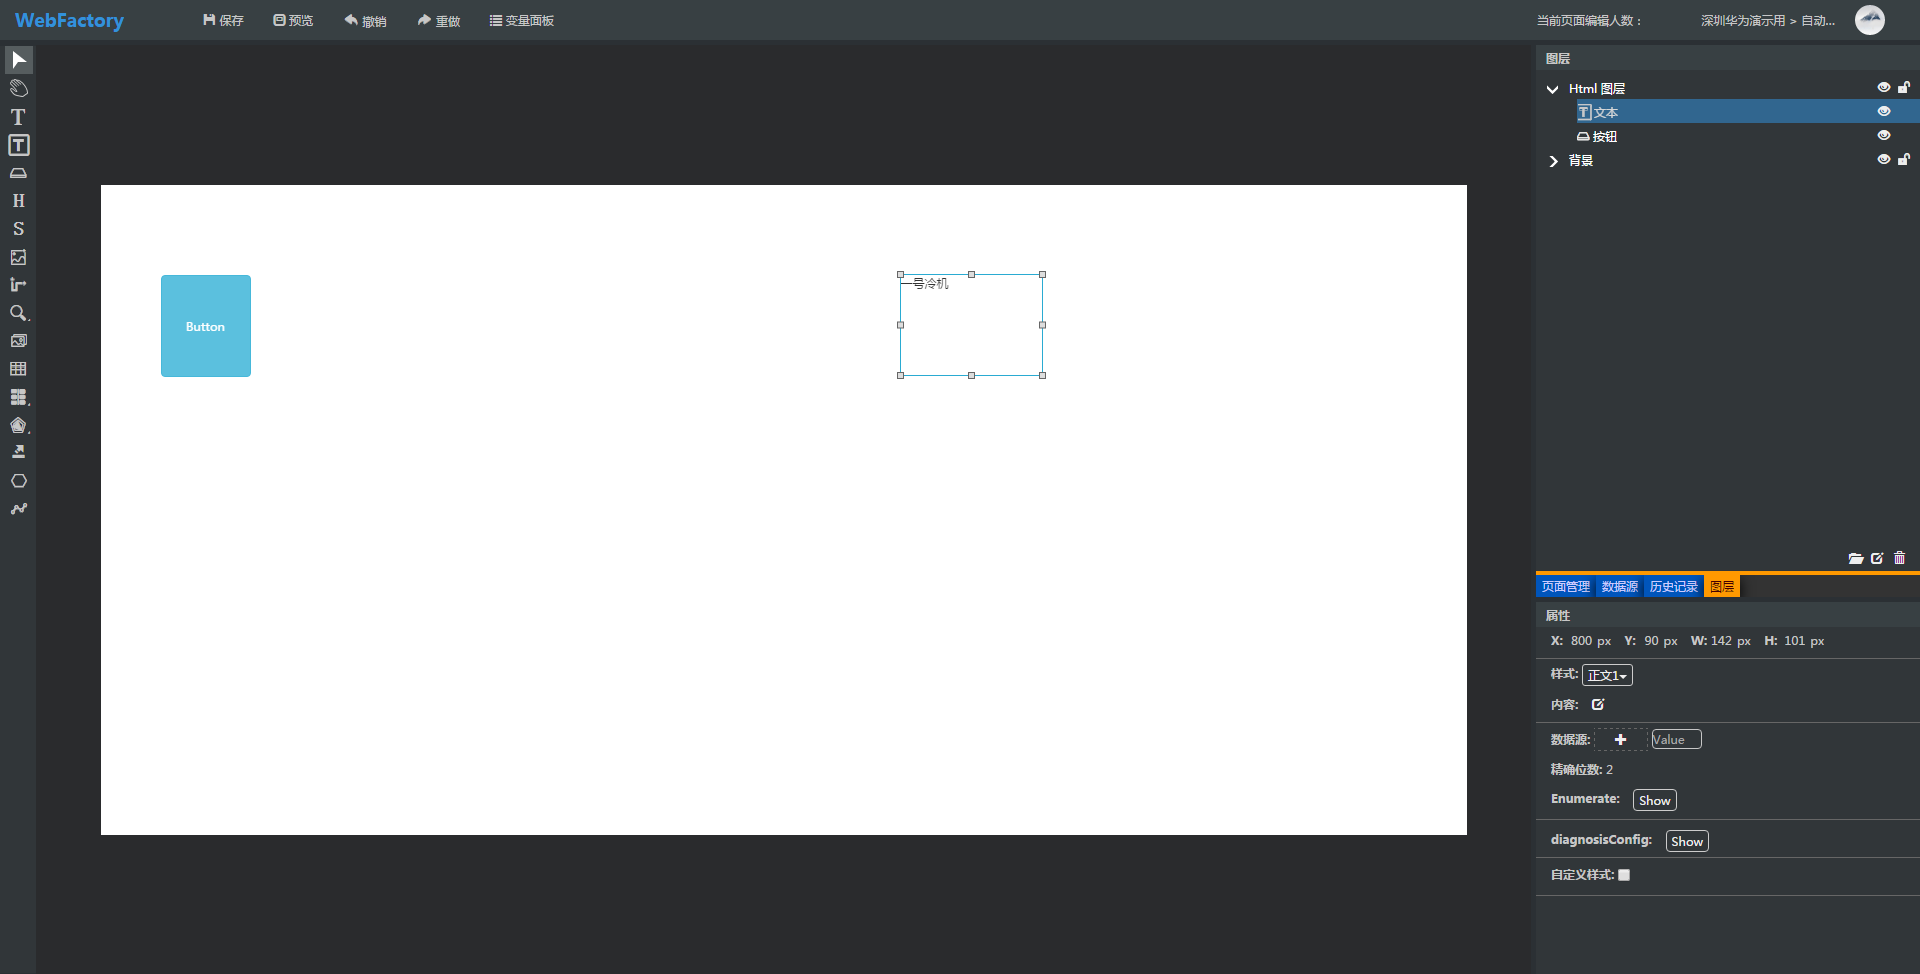 WebFactory 保存 预览 撤销 重做 变量面板 当前页面编辑人数： 深圳华为演示用 > 自动...
图层
Html 图层
文本
按钮
背景
T
T
H
S
Button
一号冷机
页面管理 数据源 历史记录 图层
属性
X: 800 px Y: 90 px W: 142 px H: 101 px
样式: 正文1
内容:
数据源: Value
精确位数: 2
Enumerate: Show
diagnosisConfig: Show
自定义样式: